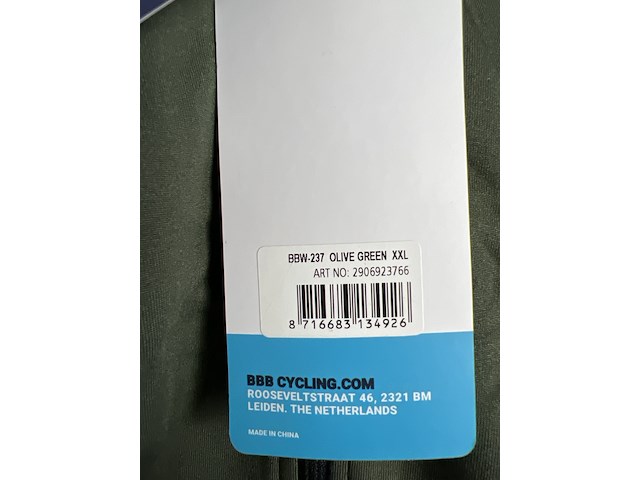 BBW-237 OLIVE GREEN XXL
ART NO: 2906923766
8 716683 134926
BBB CYCLING.COM
ROOSEVELTSTRAAT 46, 2321 BM
LEIDEN. THE NETHERLANDS
MADE IN CHINA